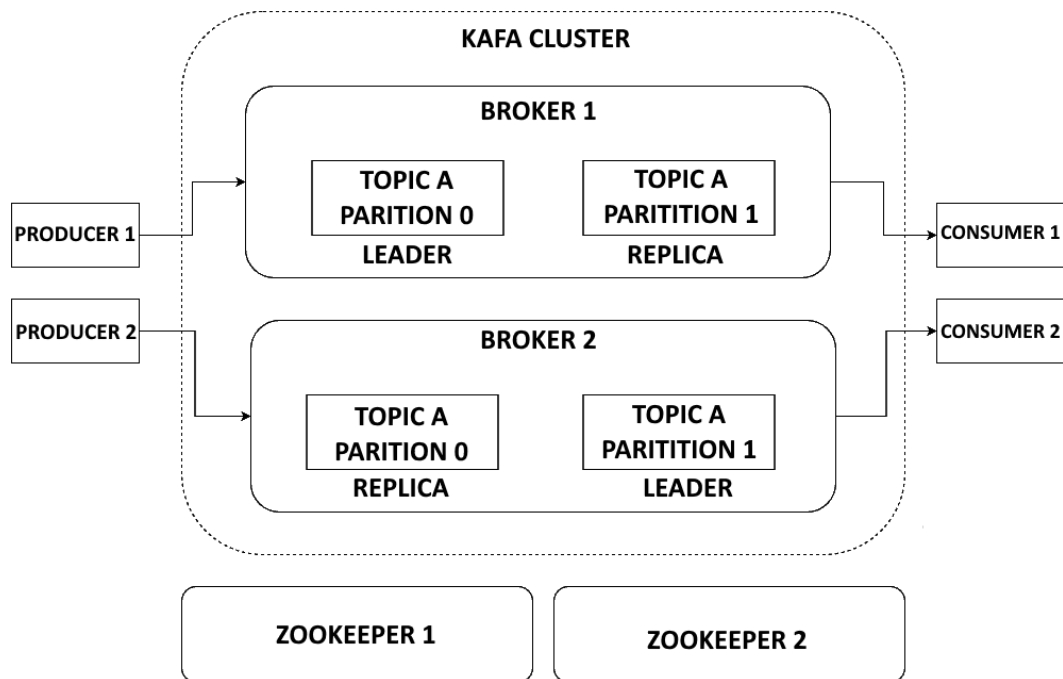 KAFA CLUSTER
BROKER 1
TOPIC A
PARITION 0
LEADER
TOPIC A
PARITITION 1
REPLICA
PRODUCER 1
CONSUMER 1
PRODUCER 2
CONSUMER 2
BROKER 2
TOPIC A
PARITION 0
REPLICA
TOPIC A
PARITITION 1
LEADER
ZOOKEEPER 1
ZOOKEEPER 2